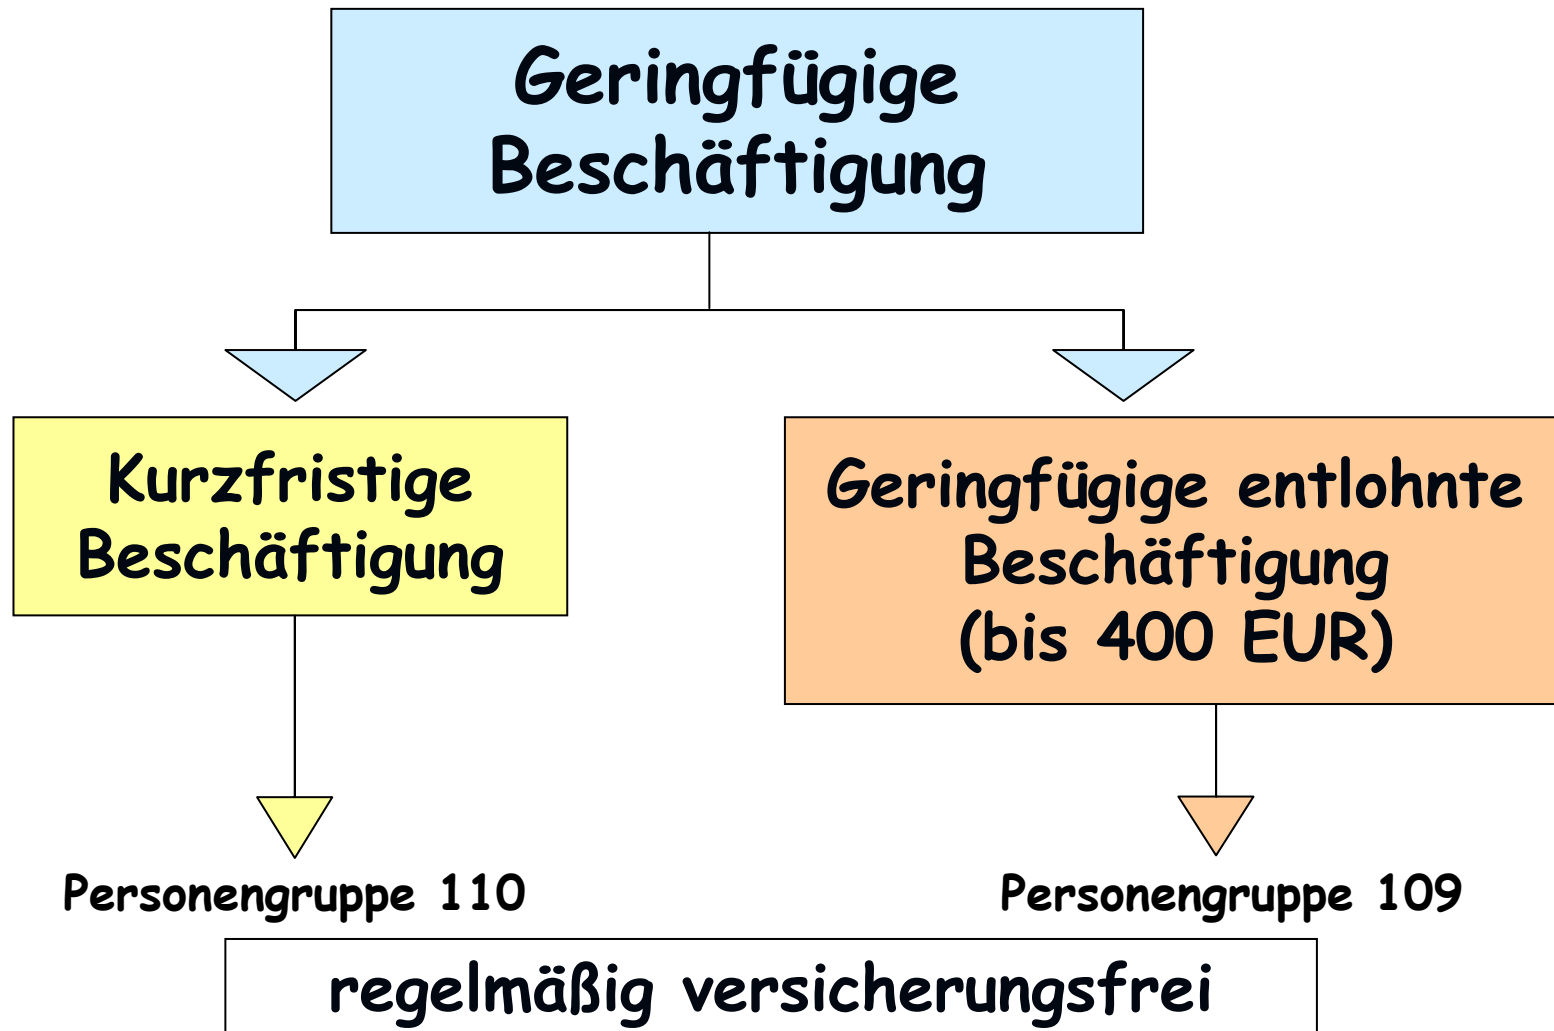 Geringfügige
Beschäftigung
Kurzfristige
Beschäftigung
Geringfügige entlohnte
Beschäftigung
(bis 400 EUR)
Personengruppe 110
Personengruppe 109
regelmäßig versicherungsfrei